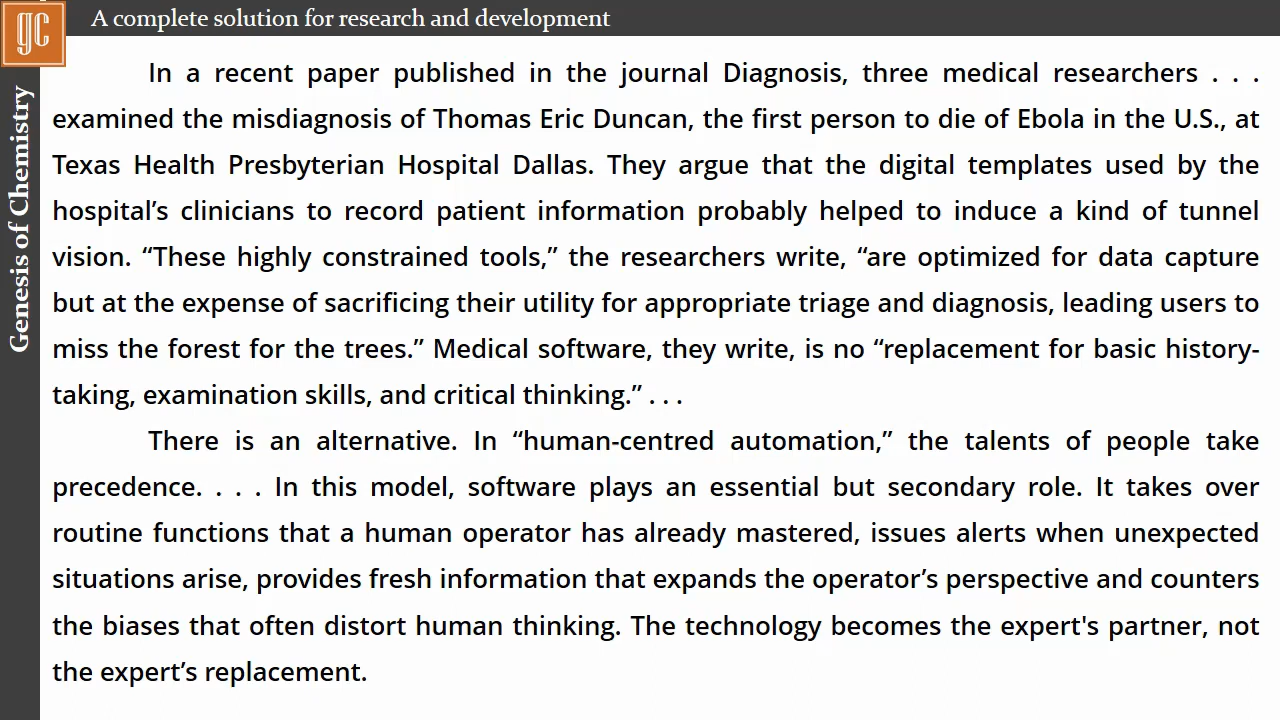 A complete solution for research and development
gc
Genesis of Chemistry
In a recent paper published in the journal Diagnosis, three medical researchers . . .
examined the misdiagnosis of Thomas Eric Duncan, the first person to die of Ebola in the U.S., at
Texas Health Presbyterian Hospital Dallas. They argue that the digital templates used by the
hospital’s clinicians to record patient information probably helped to induce a kind of tunnel
vision. “These highly constrained tools,” the researchers write, “are optimized for data capture
but at the expense of sacrificing their utility for appropriate triage and diagnosis, leading users to
miss the forest for the trees.” Medical software, they write, is no “replacement for basic history-
taking, examination skills, and critical thinking.” . . .
There is an alternative. In “human-centred automation,” the talents of people take
precedence. . . . In this model, software plays an essential but secondary role. It takes over
routine functions that a human operator has already mastered, issues alerts when unexpected
situations arise, provides fresh information that expands the operator’s perspective and counters
the biases that often distort human thinking. The technology becomes the expert's partner, not
the expert’s replacement.